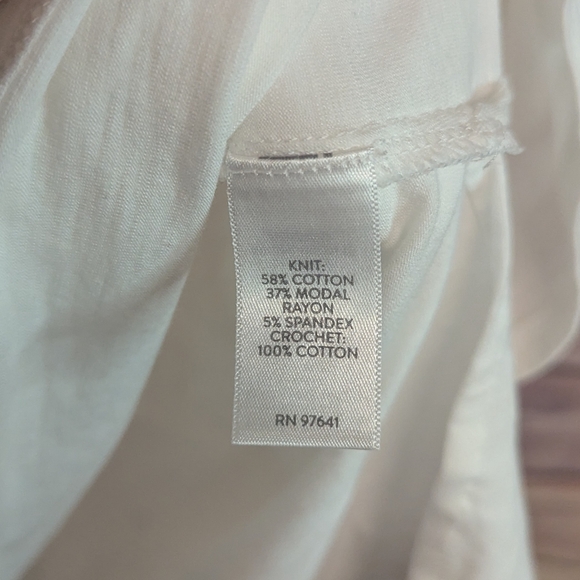 KNIT:
58% COTTON
37% MODAL
RAYON
5% SPANDEX
CROCHET:
100% COTTON
RN 97641